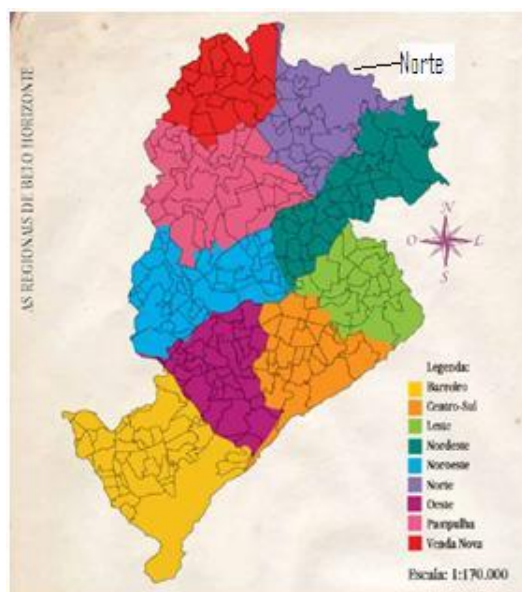 Norte
AS REGIONAIS DE BELO HORIZONTE
N
O L
S
Legenda:
Barreiro
Centro-Sul
Leste
Nordeste
Noroeste
Norte
Oeste
Pampulha
Venda Nova
Escala: 1:170.000